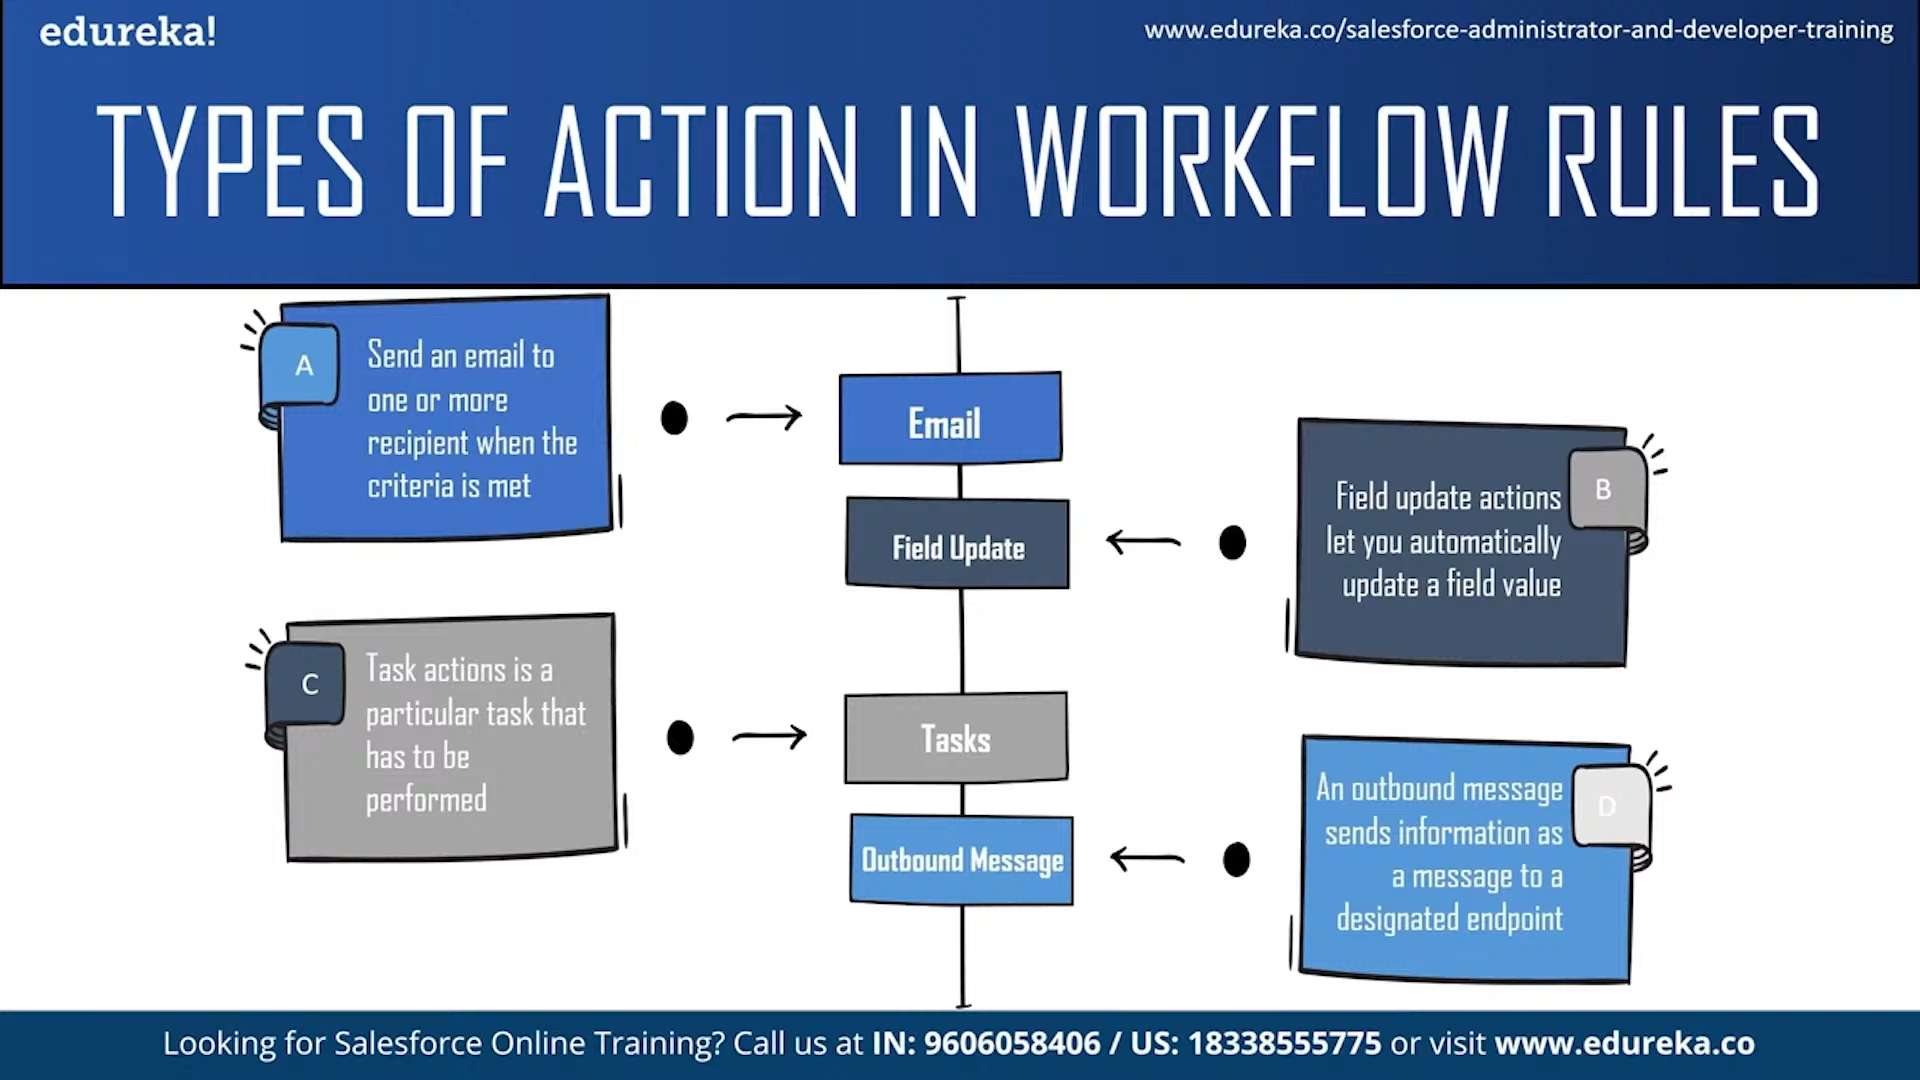 edureka!
www.edureka.co/salesforce-administrator-and-developer-training
TYPES OF ACTION IN WORKFLOW RULES
A
Send an email to
one or more
recipient when the
criteria is met
Email
Field Update
B
Field update actions
let you automatically
update a field value
C
Task actions is a
particular task that
has to be
performed
Tasks
Outbound Message
D
An outbound message
sends information as
a message to a
designated endpoint
Looking for Salesforce Online Training? Call us at IN: 9606058406 / US: 18338555775 or visit www.edureka.co